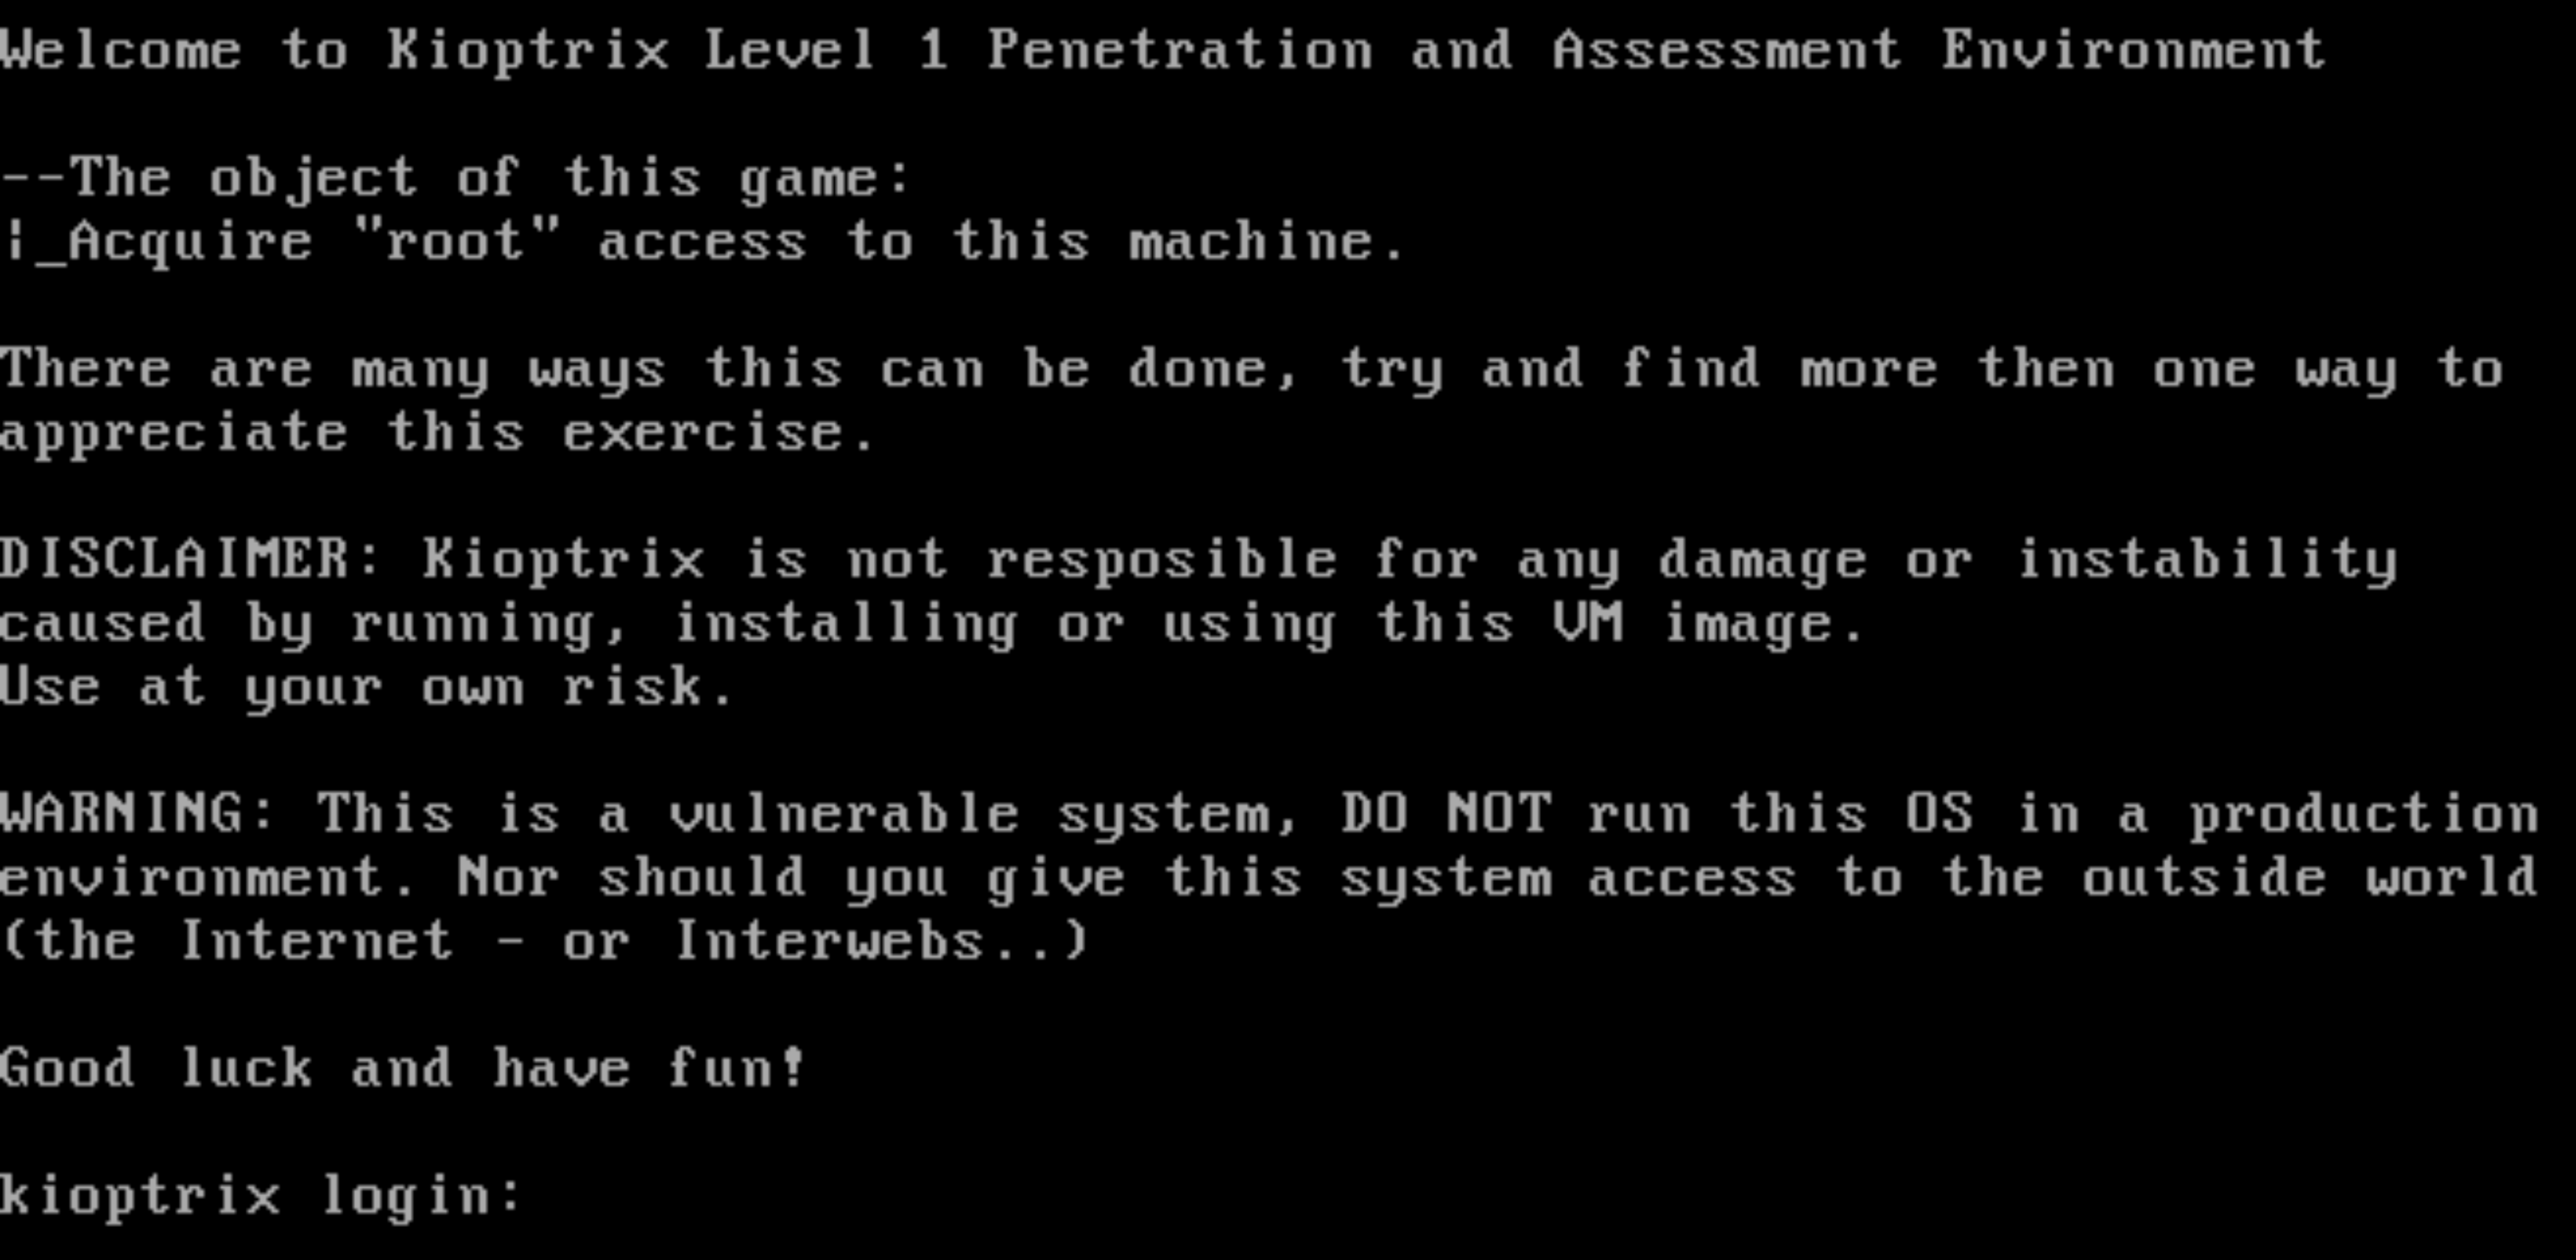 Welcome to Kioptrix Level 1 Penetration and Assessment Environment
--The object of this game:
|_Acquire "root" access to this machine.
There are many ways this can be done, try and find more then one way to
appreciate this exercise.
DISCLAIMER: Kioptrix is not resposible for any damage or instability
caused by running, installing or using this VM image.
Use at your own risk.
WARNING: This is a vulnerable system, DO NOT run this OS in a production
environment. Nor should you give this system access to the outside world
(the Internet - or Interwebs..)
Good luck and have fun!
kioptrix login: